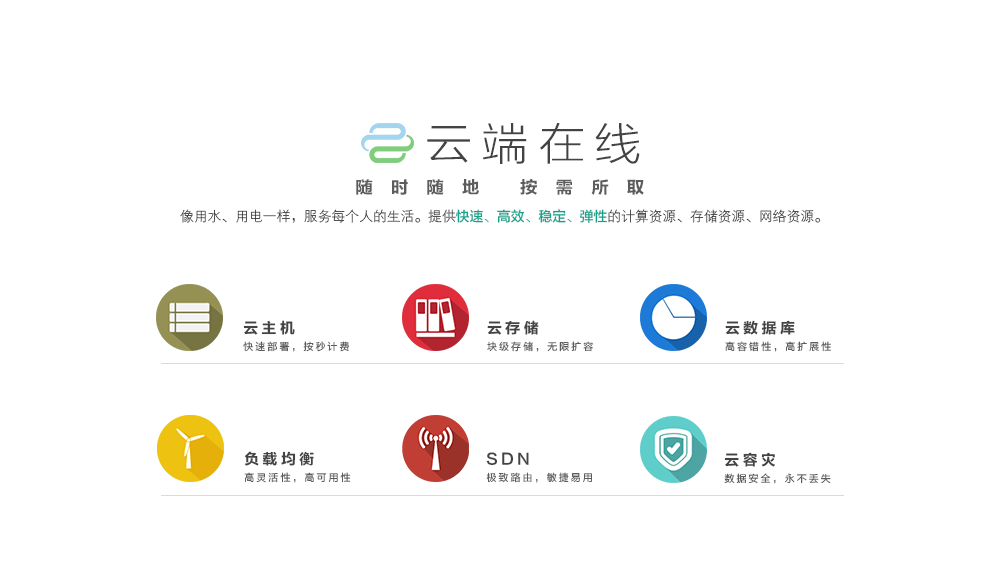 云端在线
随时随地 按需所取
像用水、用电一样，服务每个人的生活。提供快速、高效、稳定、弹性的计算资源、存储资源、网络资源。
云主机
快速部署，按秒计费
云存储
块级存储，无限扩容
云数据库
高容错性，高扩展性
负载均衡
高灵活性，高可用性
SDN
极致路由，敏捷易用
云容灾
数据安全，永不丢失